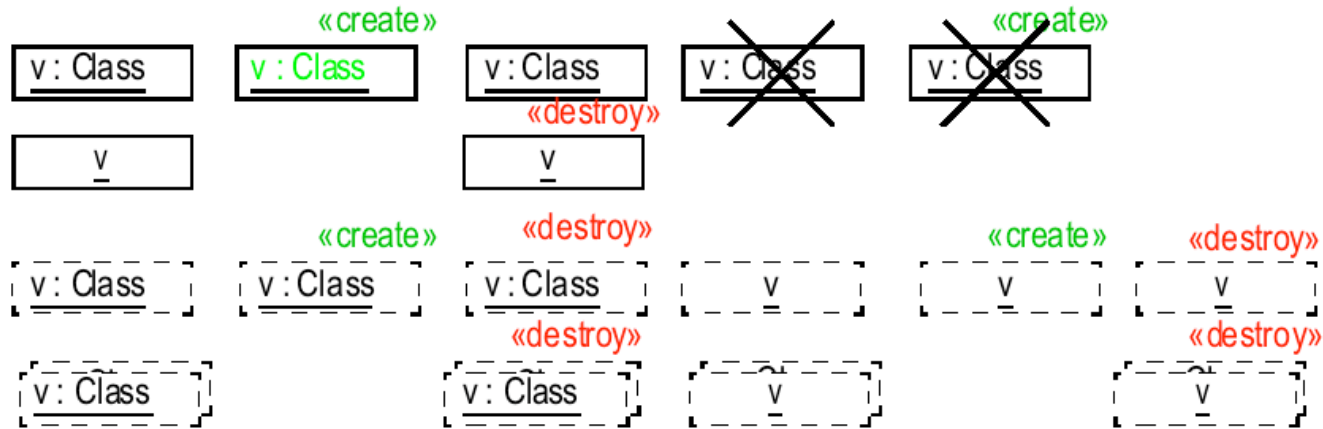 «create» «create»
v : Class v : Class v : Class v : Class v : Class
«destroy»
v v
«create» «destroy» «create» «destroy»
v : Class v : Class v : Class v v v
«destroy» «destroy»
v : Class v : Class v v